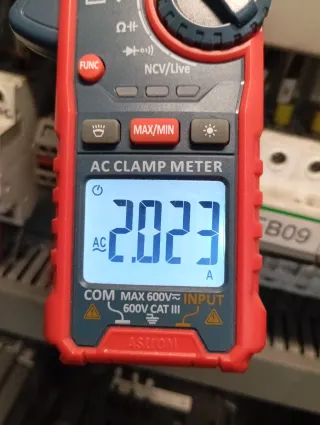 Ω
FUNC
NCV/Live
MAX/MIN
AC CLAMP METER
AC 2.023
A
COM MAX 600V INPUT
600V CAT III
EB09